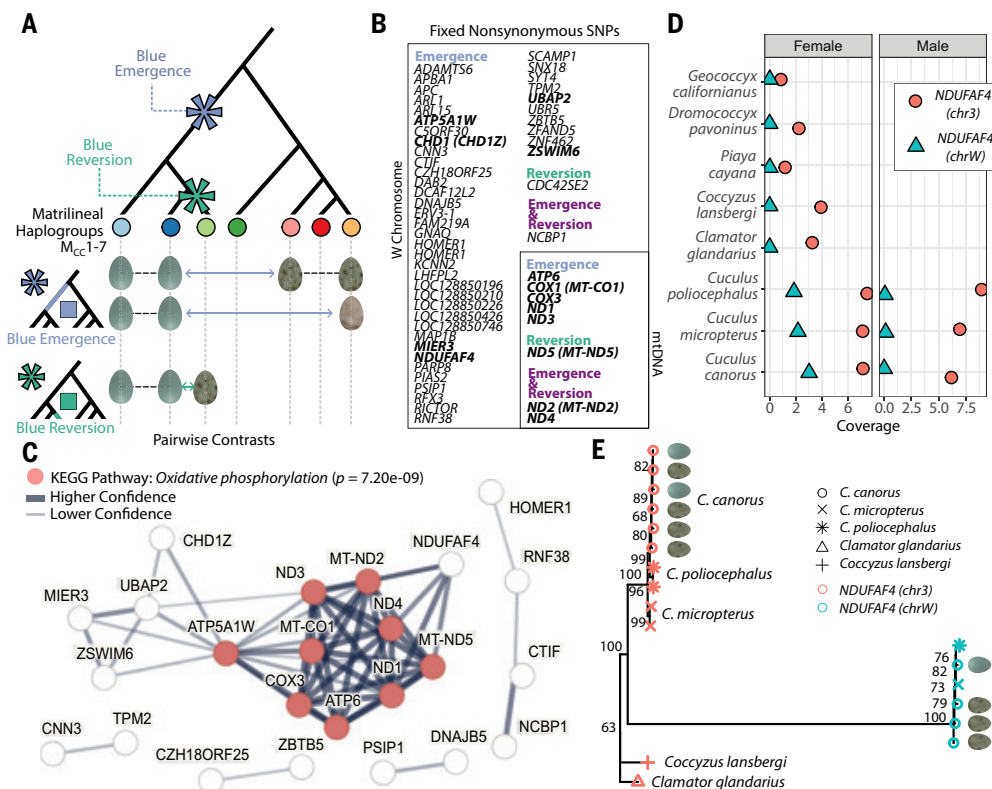 A
Blue
Emergence
Blue
Reversion
Matrilineal
Haplogroups
MCC1-7
Blue Emergence
Blue Reversion
Pairwise Contrasts
B
Fixed Nonsynonymous SNPs
W Chromosome
Emergence
ADAMTS6
APBA1
APC
ARL1
ARL15
ATP5A1W
C5ORF30
CHD1 (CHD1Z)
CNN3
CTIF
CZH18ORF25
DAB2
DCAF12L2
DNAJB5
ERV3-1
FAM219A
GNAQ
HOMER1
HOMER1
KCNN2
LHFPL2
LOC128850196
LOC128850210
LOC128850226
LOC128850426
LOC128850746
MAP1B
MIER3
NDUFAF4
PARP8
PIAS2
PSIP1
RFX3
RICTOR
RNF38
SCAMP1
SNX18
SYT4
TPM2
UBAP2
UBR5
ZBTB5
ZFAND5
ZNF462
ZSWIM6
Reversion
CDC42SE2
Emergence
&
Reversion
NCBP1
mtDNA
Emergence
ATP6
COX1 (MT-CO1)
COX3
ND1
ND3
Reversion
ND5 (MT-ND5)
Emergence
&
Reversion
ND2 (MT-ND2)
ND4
C
KEGG Pathway: Oxidative phosphorylation (p = 7.20e-09)
Higher Confidence
Lower Confidence
CHD1Z
UBAP2
MIER3
ZSWIM6
ATP5A1W
ND3
MT-ND2
NDUFAF4
ND4
MT-CO1
MT-ND5
ND1
COX3
ATP6
HOMER1
RNF38
CTIF
NCBP1
CNN3
TPM2
CZH18ORF25
ZBTB5
PSIP1
DNAJB5
D
Female
Male
Geococcyx
californianus
Dromococcyx
pavoninus
Piaya
cayana
Coccyzus
lansbergi
Clamator
glandarius
Cuculus
poliocephalus
Cuculus
micropterus
Cuculus
canorus
NDUFAF4
(chr3)
NDUFAF4
(chrW)
0 2 4 6
0.0 2.5 5.0 7.5
Coverage
E
82
89
68
80
99
100
96
99
100
63
C. canorus
C. poliocephalus
C. micropterus
C. canorus
C. micropterus
C. poliocephalus
Clamator glandarius
Coccyzus lansbergi
NDUFAF4 (chr3)
NDUFAF4 (chrW)
76
82
73
79
100
Coccyzus lansbergi
Clamator glandarius